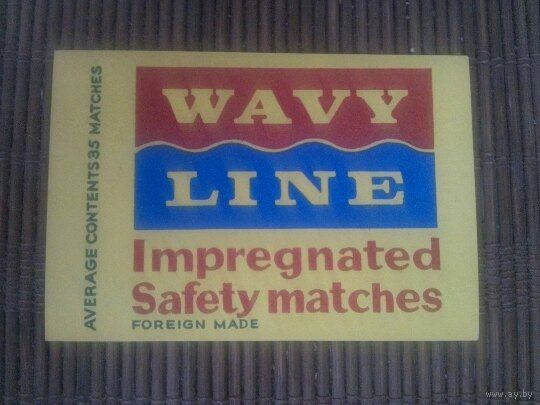 WAVY
LINE
Impregnated
Safety matches
FOREIGN MADE
AVERAGE CONTENTS 35 MATCHES
www.ay.by